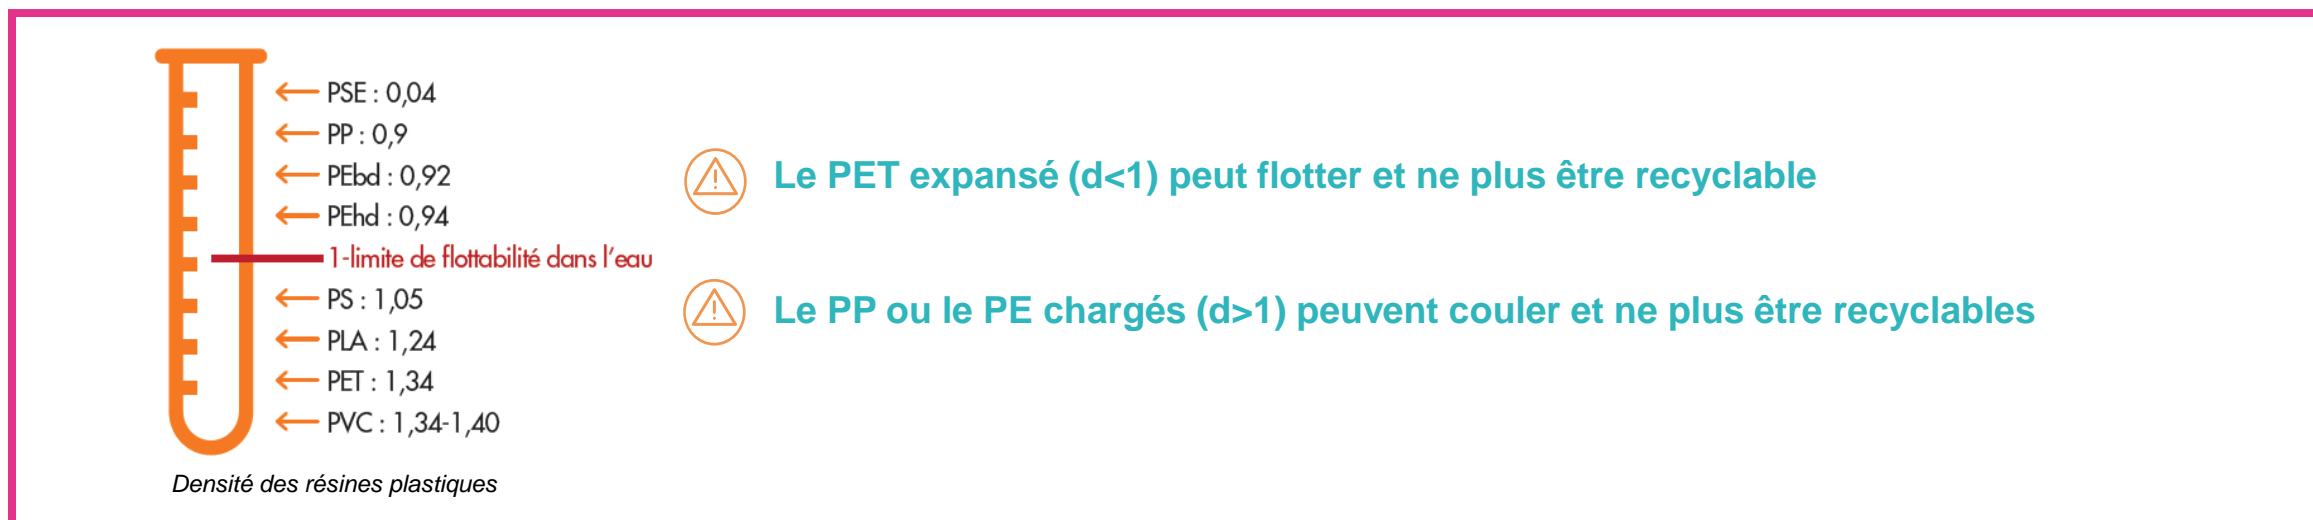 PSE : 0,04
PP : 0,9
PEbd : 0,92
PEhd : 0,94
1-limite de flottabilité dans l'eau
PS : 1,05
PLA : 1,24
PET : 1,34
PVC : 1,34-1,40
Densité des résines plastiques
Le PET expansé (d<1) peut flotter et ne plus être recyclable
Le PP ou le PE chargés (d>1) peuvent couler et ne plus être recyclables